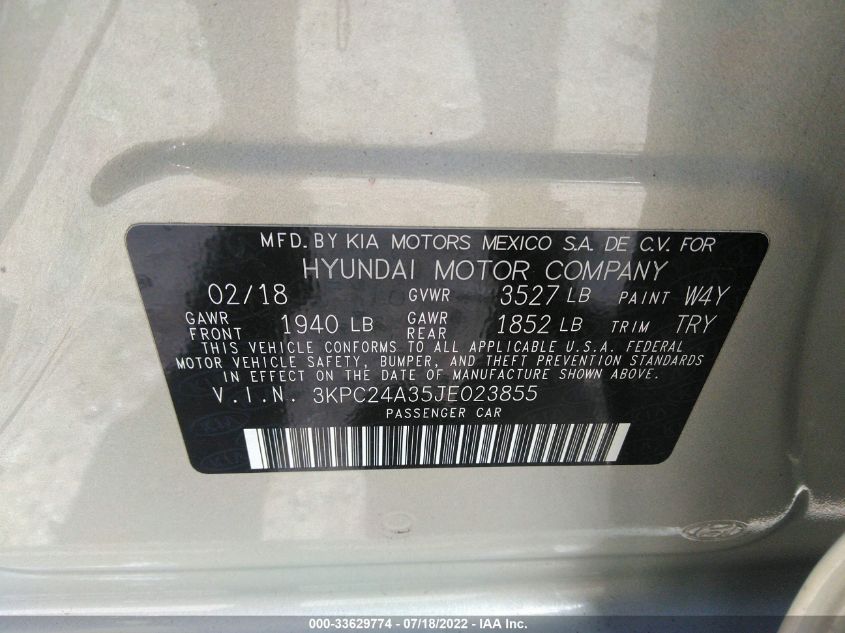 MFD. BY KIA MOTORS MEXICO S.A. DE C.V. FOR
HYUNDAI MOTOR COMPANY
02/18 GVWR 3527 LB PAINT W4Y
GAWR FRONT 1940 LB GAWR REAR 1852 LB TRIM TRY
THIS VEHICLE CONFORMS TO ALL APPLICABLE U.S.A. FEDERAL
MOTOR VEHICLE SAFETY, BUMPER, AND THEFT PREVENTION STANDARDS
IN EFFECT ON THE DATE OF MANUFACTURE SHOWN ABOVE.
V.I.N. 3KPC24A35JE023855
PASSENGER CAR
000-33629774 - 07/18/2022 - IAA Inc.